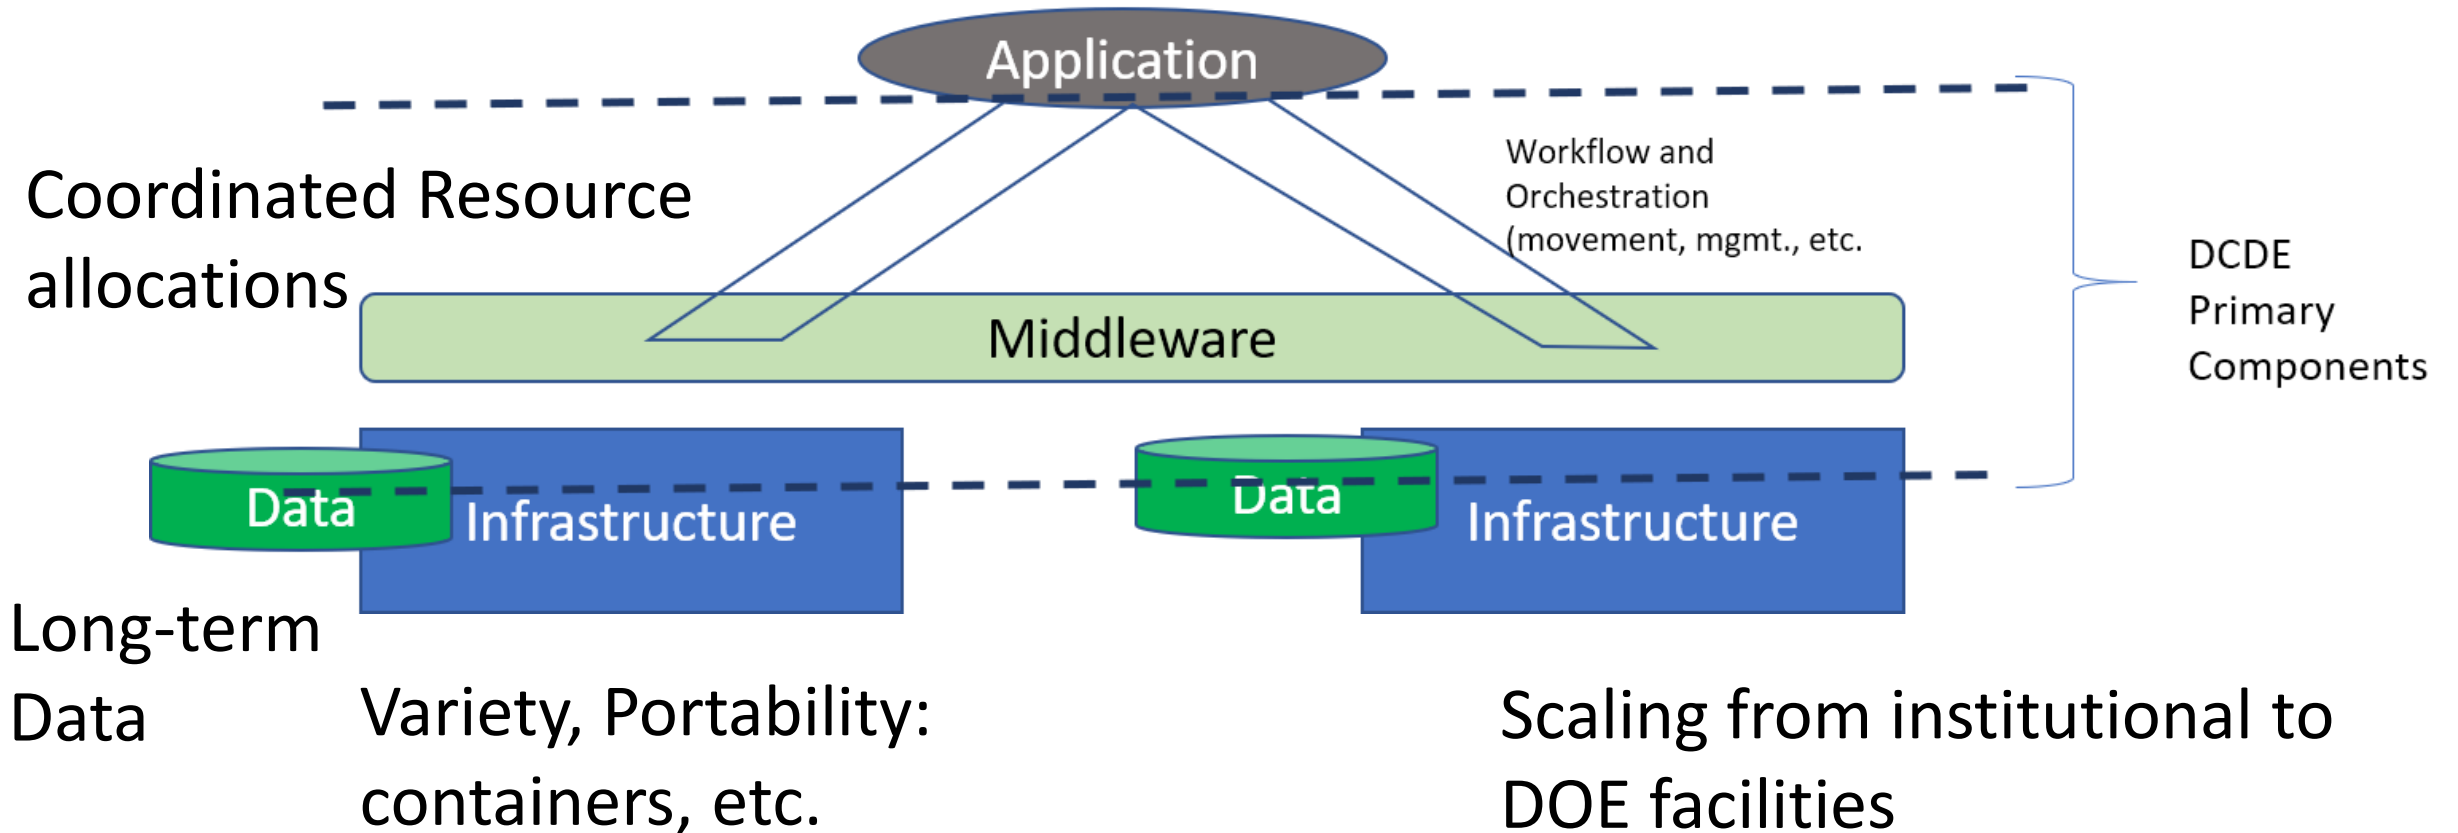 Application
Coordinated Resource
allocations
Workflow and
Orchestration
(movement, mgmt., etc.
DCDE
Primary
Components
Middleware
Data
Infrastructure
Data
Infrastructure
Long-term
Data
Variety, Portability:
containers, etc.
Scaling from institutional to
DOE facilities